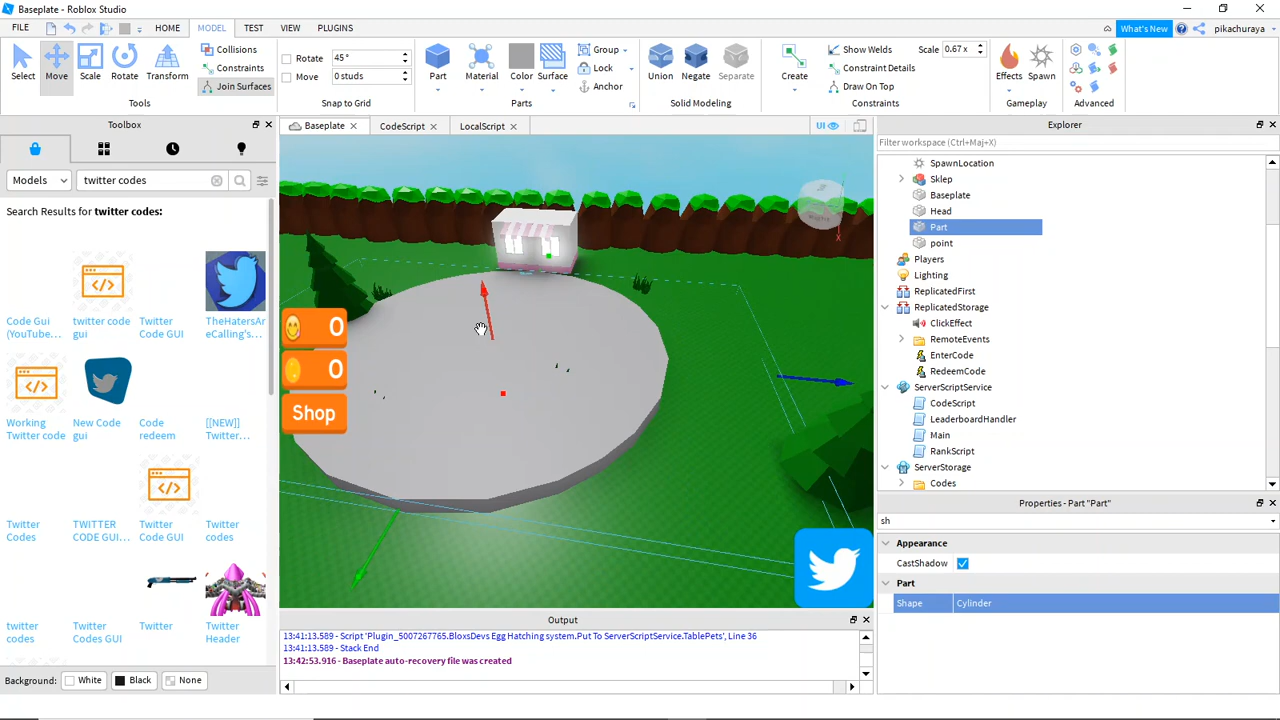 Baseplate - Roblox Studio
FILE HOME MODEL TEST VIEW PLUGINS What's New pikachuraya
Select Move Scale Rotate Transform
Collisions
Constraints
Join Surfaces
Tools
Rotate 45°
Move 0 studs
Snap to Grid
Part Material Color Surface
Group
Lock
Anchor
Parts
Union Negate Separate
Solid Modeling
Create
Show Welds
Scale 0.67 x
Constraint Details
Draw On Top
Constraints
Effects Spawn
Gameplay
Advanced
Toolbox
Models twitter codes
Search Results for twitter codes:
Code Gui (YouTube...
twitter code gui
Twitter Code GUI
TheHatersAre Calling's...
Working Twitter code
New Code gui
Code redeem
[[NEW]] Twitter...
Twitter Codes
TWITTER CODE GUI...
Twitter Code GUI
Twitter codes
twitter codes
Twitter Codes GUI
Twitter
Twitter Header
Background: White Black None
Baseplate CodeScript LocalScript UI
0
0
Shop
Output
13:41:13.589 - Script 'Plugin_5007267765.BloxsDevs Egg Hatching system.Put To ServerScriptService.TablePets', Line 36
13:41:13.589 - Stack End
13:42:53.916 - Baseplate auto-recovery file was created
Explorer
Filter workspace (Ctrl+Maj+X)
SpawnLocation
Sklep
Baseplate
Head
Part
point
Players
Lighting
ReplicatedFirst
ReplicatedStorage
ClickEffect
RemoteEvents
EnterCode
RedeemCode
ServerScriptService
CodeScript
LeaderboardHandler
Main
RankScript
ServerStorage
Codes
Properties - Part "Part"
sh
Appearance
CastShadow
Part
Shape Cylinder